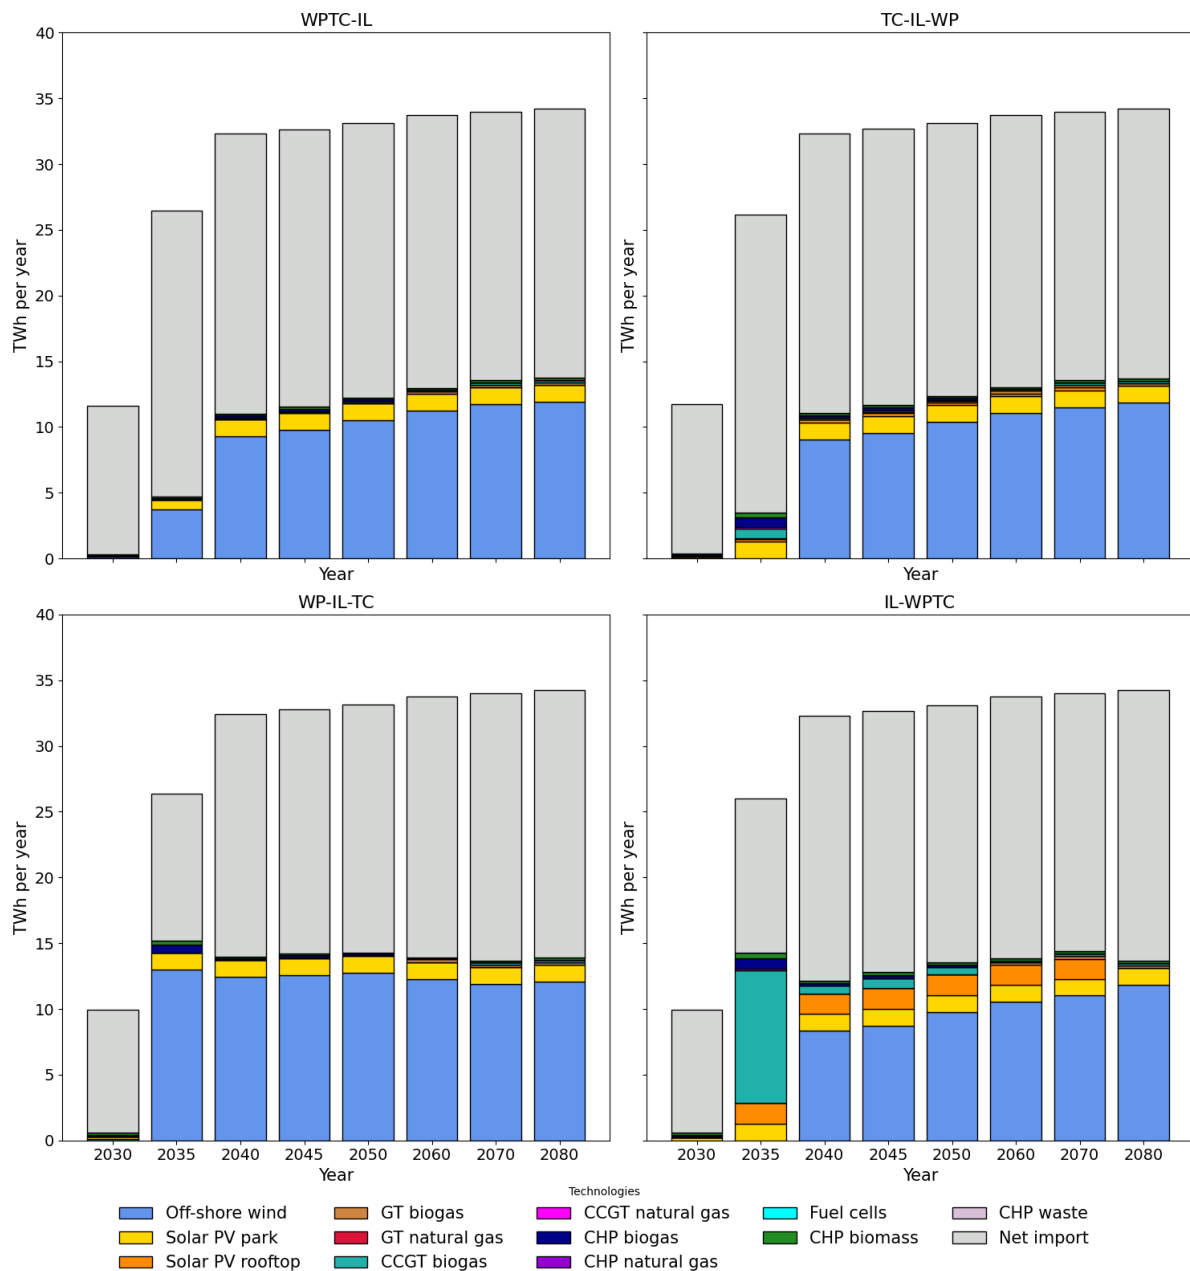 WPTC-IL
TC-IL-WP
40
35
30
25
20
15
10
5
0
TWh per year
TWh per year
Year
Year
WP-IL-TC
IL-WPTC
40
35
30
25
20
15
10
5
0
TWh per year
TWh per year
2030 2035 2040 2045 2050 2060 2070 2080
2030 2035 2040 2045 2050 2060 2070 2080
Year
Year
Technologies
Off-shore wind
GT biogas
CCGT natural gas
Fuel cells
CHP waste
Solar PV park
GT natural gas
CHP biogas
CHP biomass
Net import
Solar PV rooftop
CCGT biogas
CHP natural gas